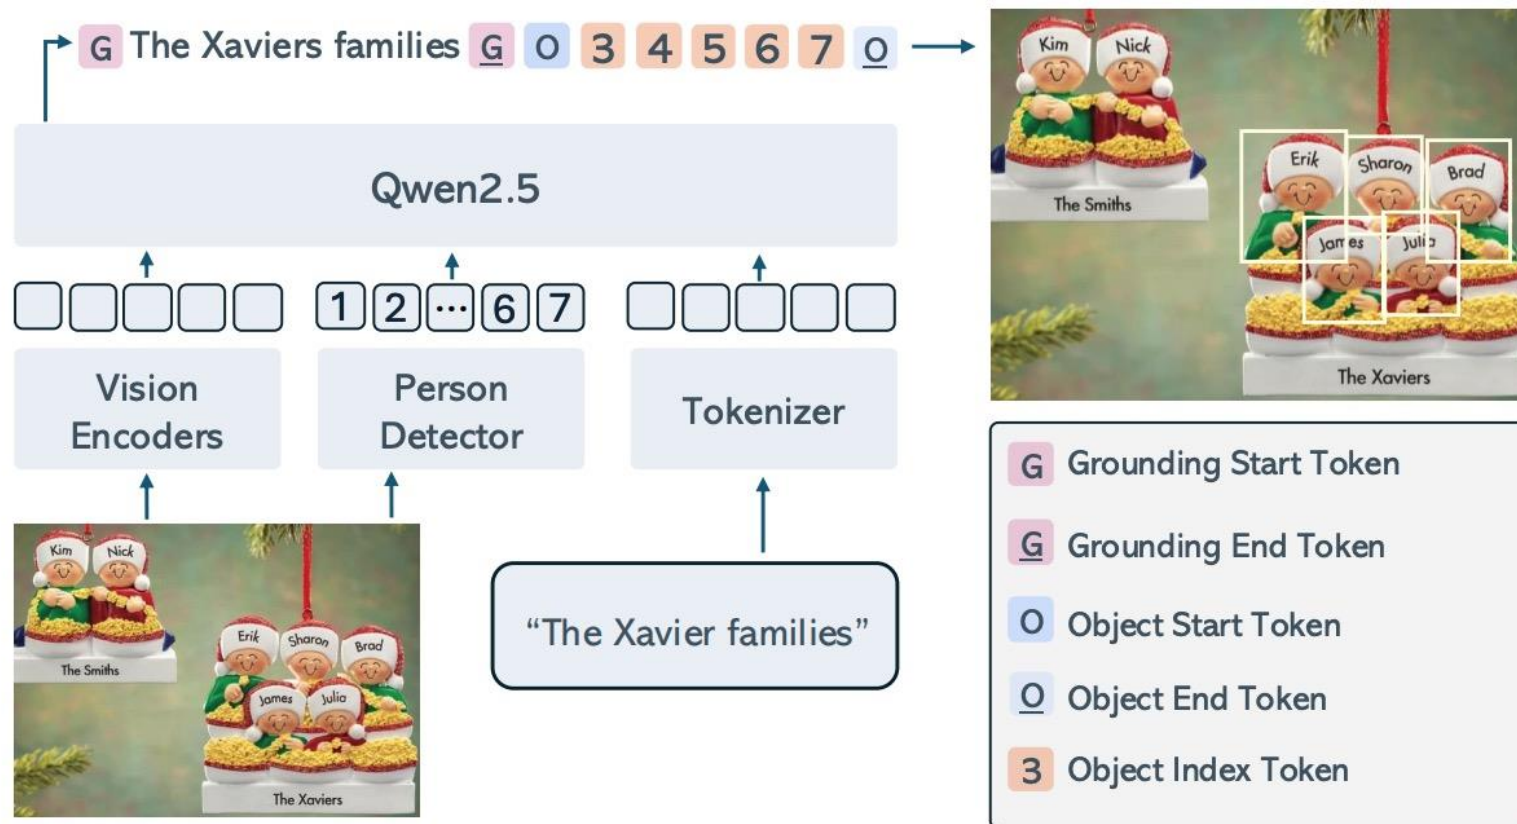 G The Xaviers families G O 3 4 5 6 7 O
Qwen2.5
1 2 ... 6 7
Vision
Encoders
Person
Detector
Tokenizer
Kim
Nick
The Smiths
Erik
Sharon
Brad
James
Julia
The Xaviers
“The Xavier families”
Kim
Nick
The Smiths
Erik
Sharon
Brad
James
Julia
The Xaviers
G Grounding Start Token
G Grounding End Token
O Object Start Token
O Object End Token
3 Object Index Token